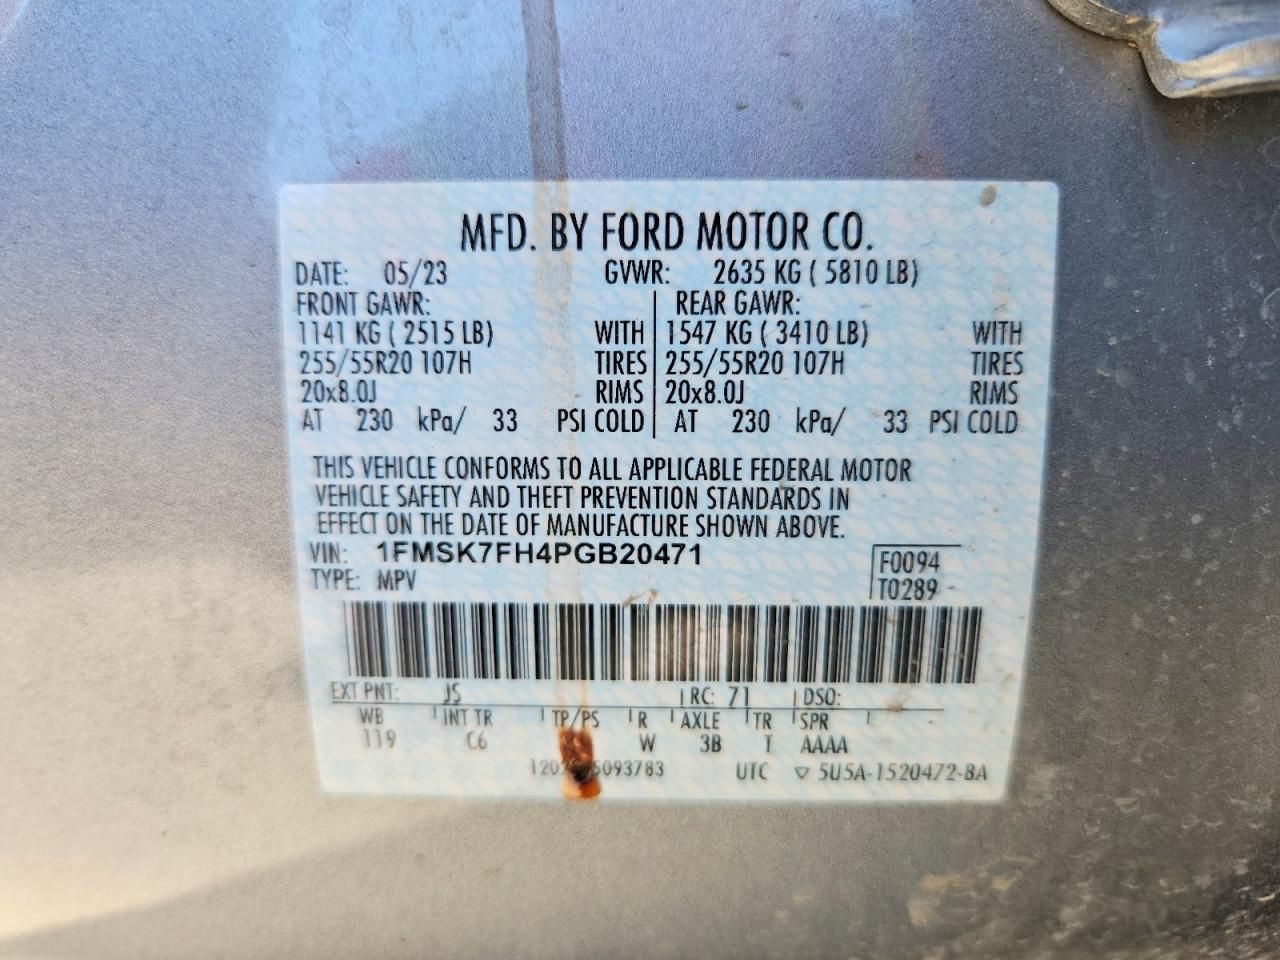 MFD. BY FORD MOTOR CO.
DATE: 05/23 GVWR: 2635 KG ( 5810 LB)
FRONT GAWR: REAR GAWR:
1141 KG ( 2515 LB) WITH 1547 KG ( 3410 LB) WITH
255/55R20 107H TIRES 255/55R20 107H TIRES
20x8.0J RIMS 20x8.0J RIMS
AT 230 kPa/ 33 PSI COLD AT 230 kPa/ 33 PSI COLD
THIS VEHICLE CONFORMS TO ALL APPLICABLE FEDERAL MOTOR
VEHICLE SAFETY AND THEFT PREVENTION STANDARDS IN
EFFECT ON THE DATE OF MANUFACTURE SHOWN ABOVE.
VIN: 1FMSK7FH4PGB20471 F0094
TYPE: MPV T0289
EXT PNT: JS RC: 71 DSO:
WB INT TR TP/PS R AXLE TR SPR
119 C6 W 3B T AAAA
UTC ▽ 5U5A-1520472-BA